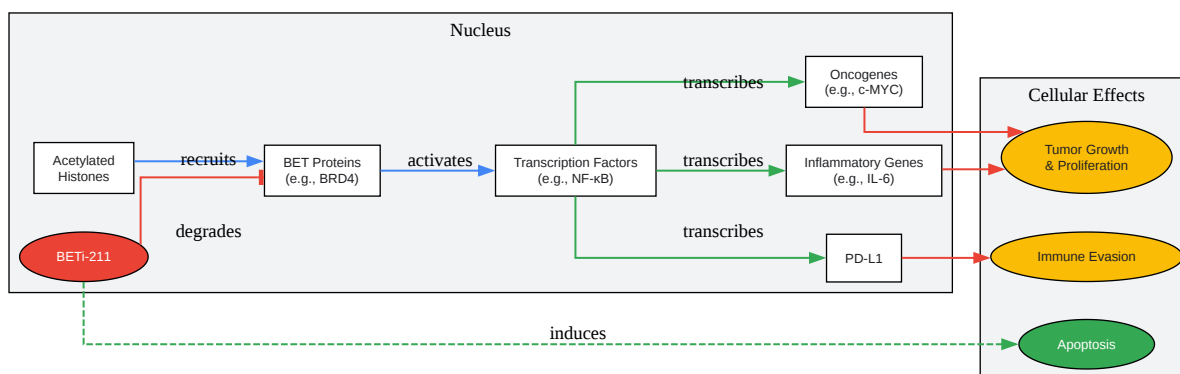 Nucleus
Oncogenes
(e.g., c-MYC)
transcribes
Cellular Effects
Tumor Growth
& Proliferation
Acetylated
Histones
recruits
BET Proteins
(e.g., BRD4)
activates
Transcription Factors
(e.g., NF-κB)
transcribes
Inflammatory Genes
(e.g., IL-6)
degrades
transcribes
BETi-211
PD-L1
Immune Evasion
induces
Apoptosis